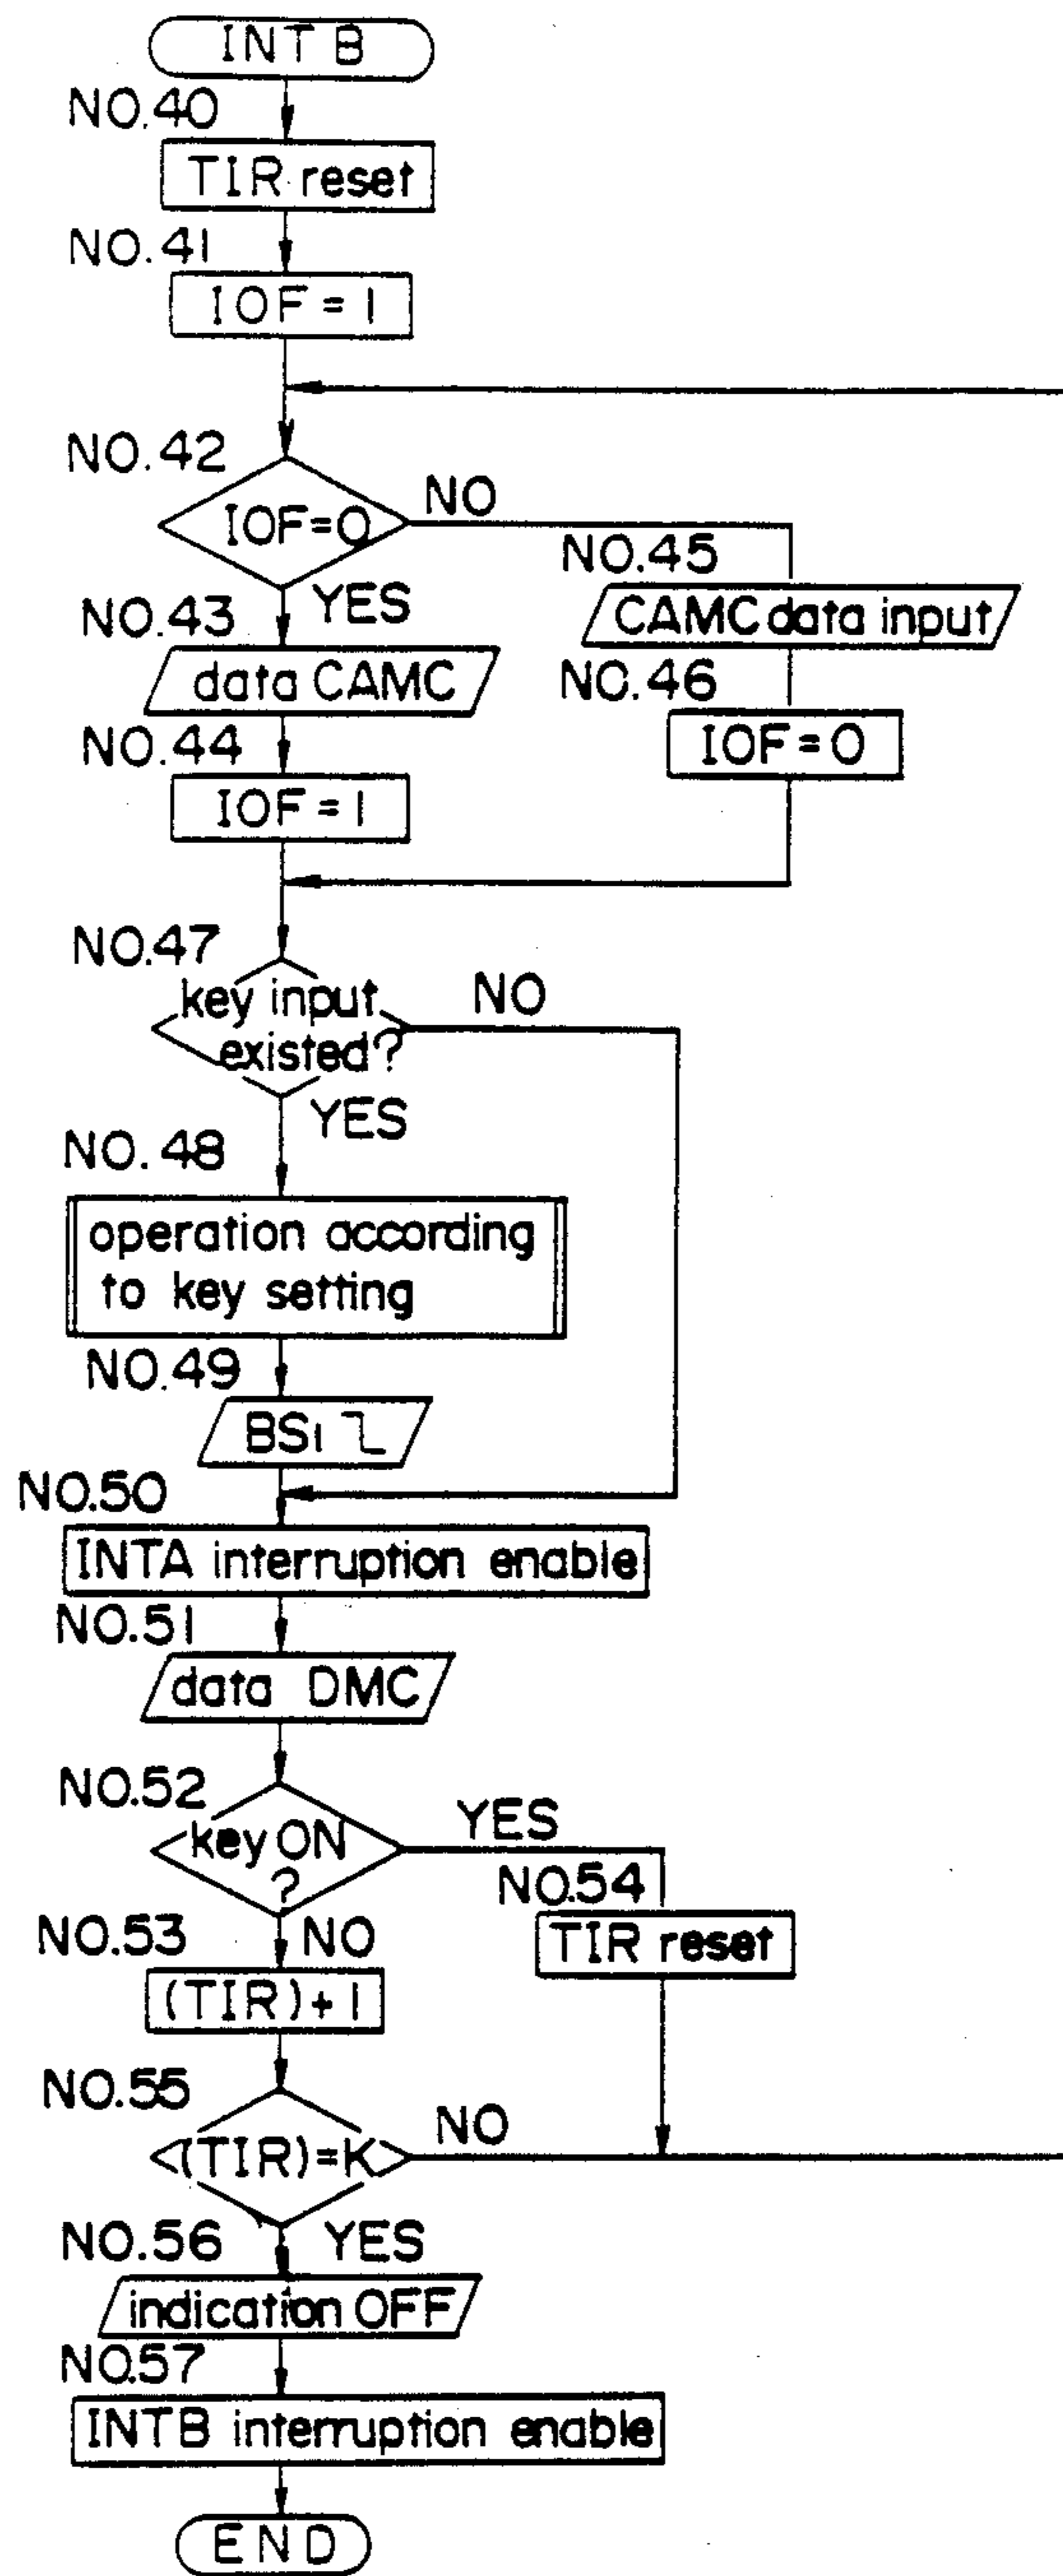 INT B
NO.40
TIR reset
NO.41
IOF = 1
NO.42
IOF=0
NO
YES
NO.45
CAMC data input
NO.43
data CAMC
NO.46
IOF = 0
NO.44
IOF = 1
NO.47
key input
existed?
NO
YES
NO.48
operation according
to key setting
NO.49
BS1
NO.50
INTA interruption enable
NO.51
data DMC
NO.52
key ON
?
YES
NO.54
TIR reset
NO.53
NO
(TIR)+1
NO.55
(TIR)=K
NO
NO.56
YES
indication OFF
NO.57
INTB interruption enable
END